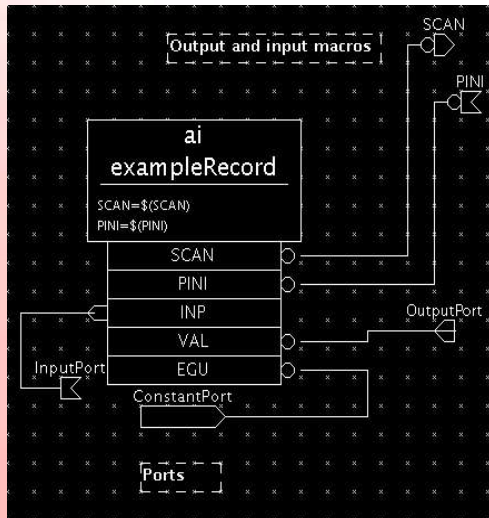 SCAN
Output and input macros
PINI
ai
exampleRecord
SCAN=$(SCAN)
PINI=$(PINI)
SCAN
PINI
INP
VAL
EGU
OutputPort
InputPort
ConstantPort
Ports